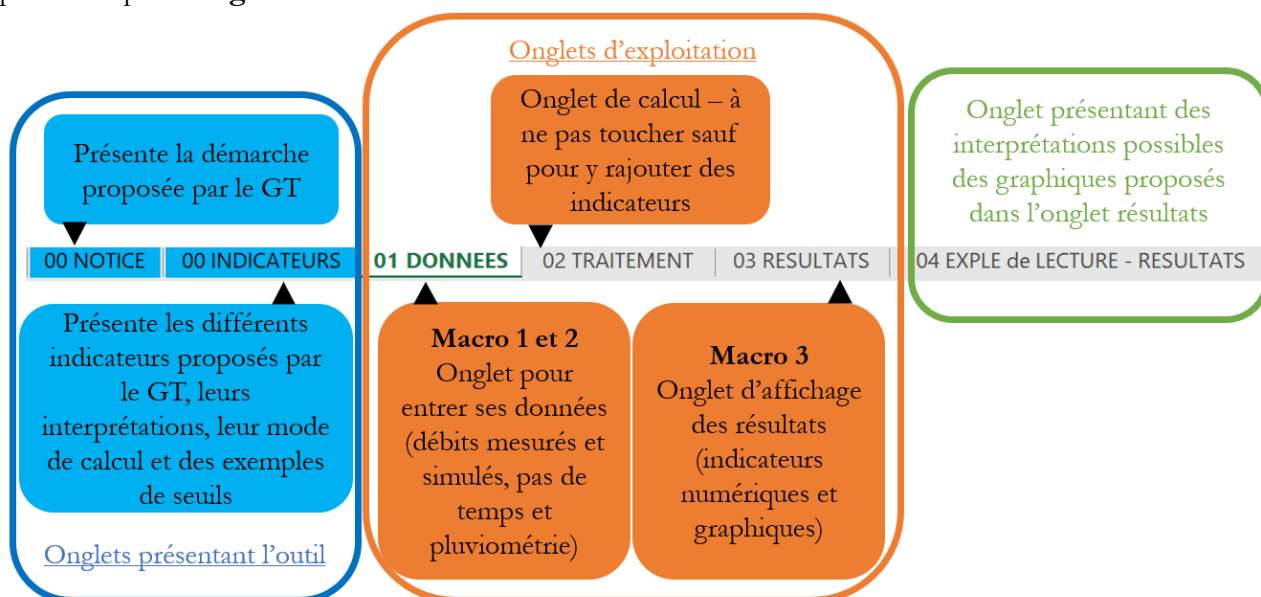 Onglets d'exploitation
Onglet de calcul – à
ne pas toucher sauf
pour y rajouter des
indicateurs
Onglet présentant des
interprétations possibles
des graphiques proposés
dans l'onglet résultats
Présente la démarche
proposée par le GT
00 NOTICE 00 INDICATEURS 01 DONNEES 02 TRAITEMENT 03 RESULTATS 04 EXPLE de LECTURE - RESULTATS
Présente les différents
indicateurs proposés par
le GT, leurs
interprétations, leur mode
de calcul et des exemples
de seuils
Onglets présentant l'outil
Macro 1 et 2
Onglet pour
entrer ses données
(débits mesurés et
simulés, pas de
temps et
pluviométrie)
Macro 3
Onglet d'affichage
des résultats
(indicateurs
numériques et
graphiques)